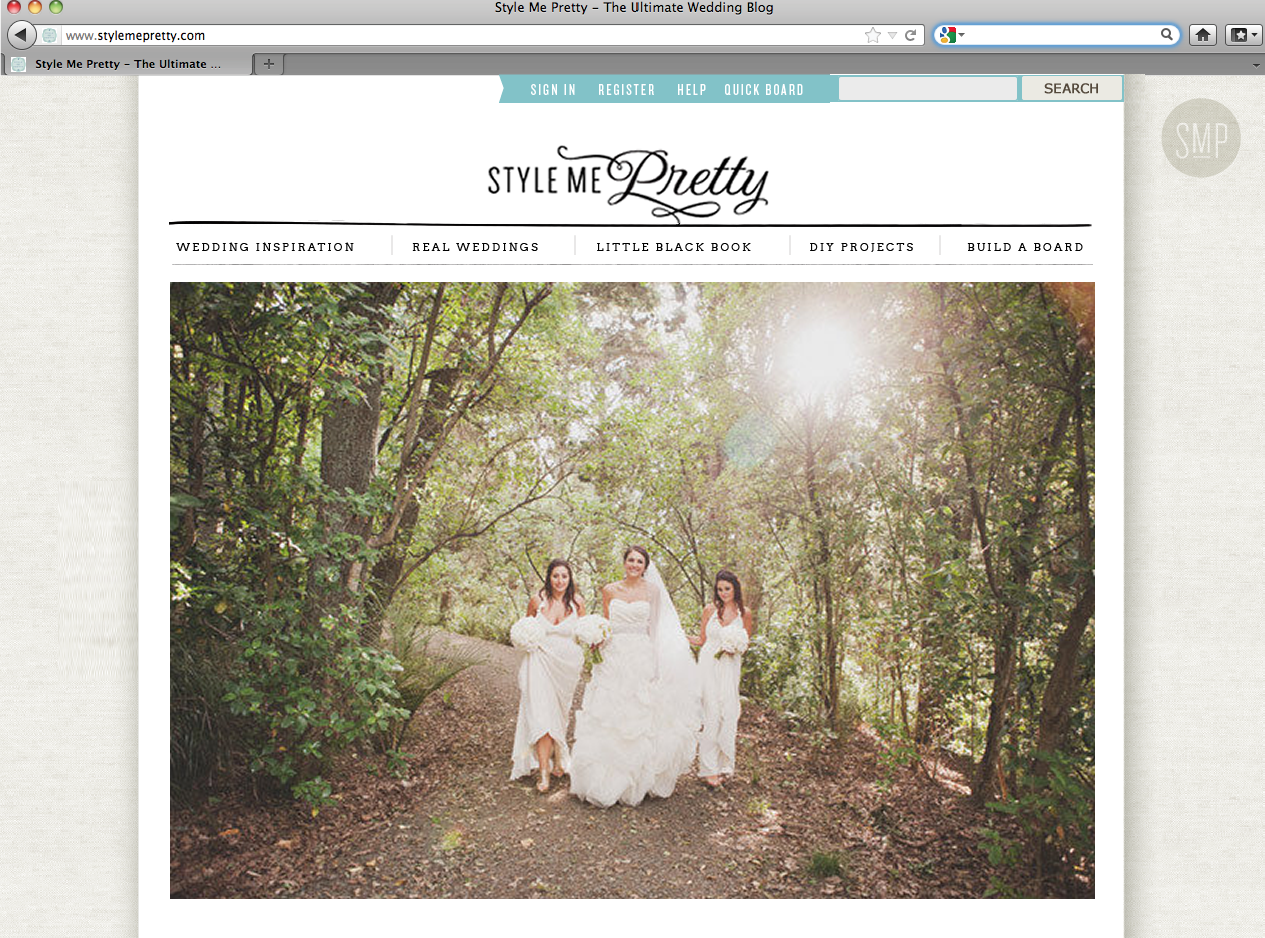 Style Me Pretty – The Ultimate Wedding Blog
www.stylemepretty.com
Style Me Pretty – The Ultimate ...
SIGN IN REGISTER HELP QUICK BOARD SEARCH
SMP
STYLE ME Pretty
WEDDING INSPIRATION REAL WEDDINGS LITTLE BLACK BOOK DIY PROJECTS BUILD A BOARD